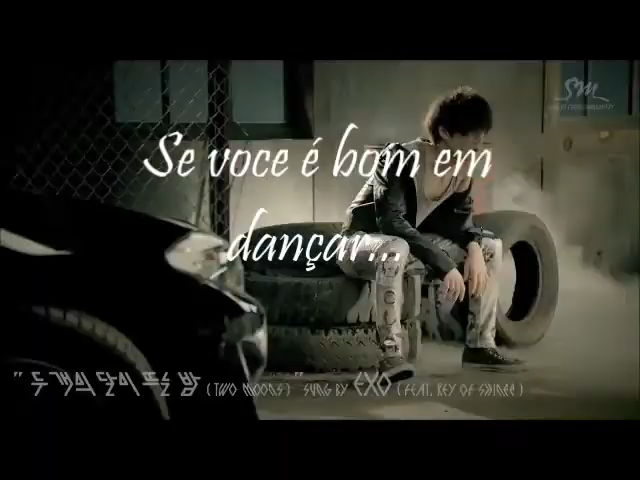 SM
Se voce é bom em
dançar...
"두 개의 달이 뜨는 밤 (TWO MOONS)" SUNG BY EXO (FEAT. KEY OF SHINEE)